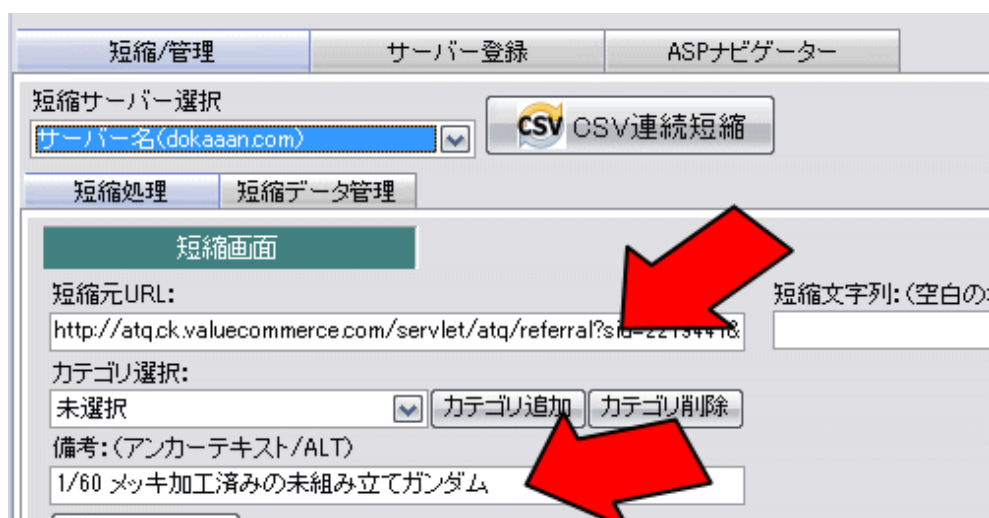 短縮/管理 サーバー登録 ASPナビゲーター
短縮サーバー選択
サーバー名(dokaaan.com) CSV CSV連続短縮
短縮処理 短縮データ管理
短縮画面
短縮元URL: 短縮文字列:(空白の
http://atq.ck.valuecommerce.com/servlet/atq/referral?sid=2219441&
カテゴリ選択:
未選択 カテゴリ追加 カテゴリ削除
備考:(アンカーテキスト/ALT)
1/60 メッキ加工済みの未組み立てガンダム